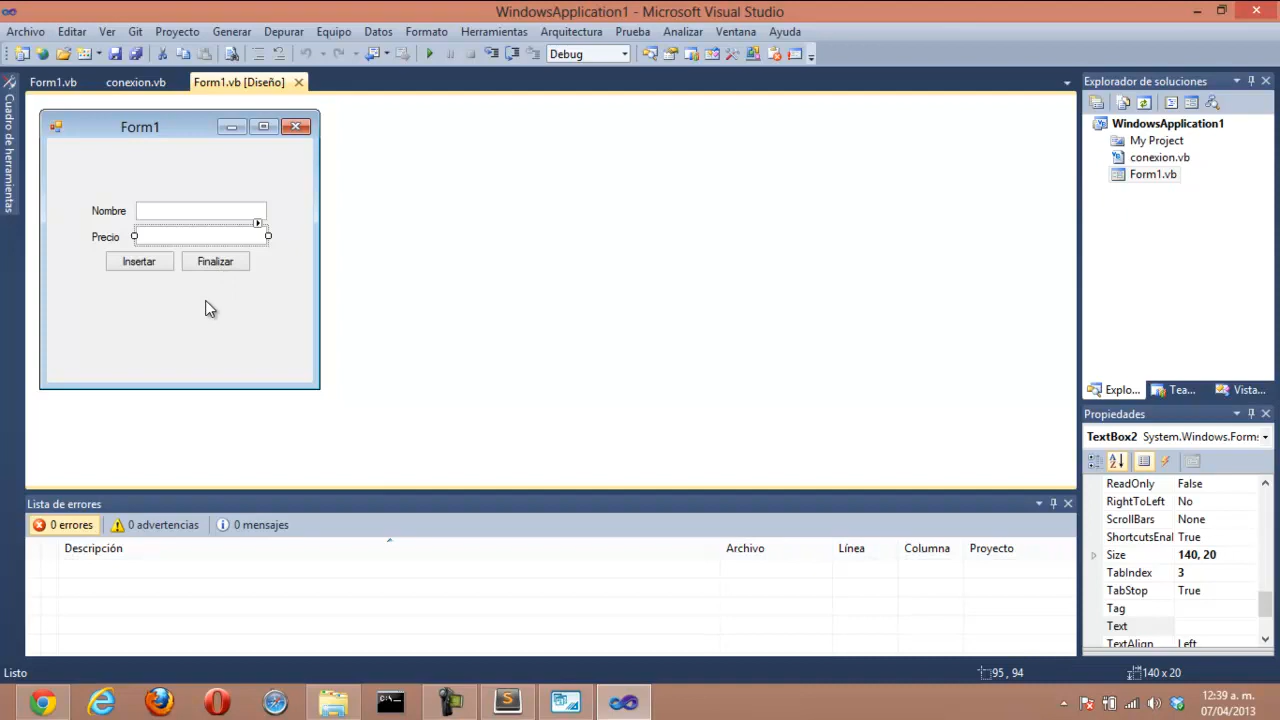 WindowsApplication1 - Microsoft Visual Studio
Archivo Editar Ver Git Proyecto Generar Depurar Equipo Datos Formato Herramientas Arquitectura Prueba Analizar Ventana Ayuda
Debug
Form1.vb conexion.vb Form1.vb [Diseño]
Cuadro de herramientas
Form1
Nombre
Precio
Insertar Finalizar
Explorador de soluciones
WindowsApplication1
My Project
conexion.vb
Form1.vb
Explo... Tea... Vista...
Propiedades
TextBox2 System.Windows.Form:
ReadOnly False
RightToLeft No
ScrollBars None
ShortcutsEnal True
Size 140, 20
TabIndex 3
TabStop True
Tag
Text
TextAlign Left
Lista de errores
0 errores 0 advertencias 0 mensajes
Descripción Archivo Línea Columna Proyecto
Listo 95 , 94 140 x 20
12:39 a. m.
07/04/2013